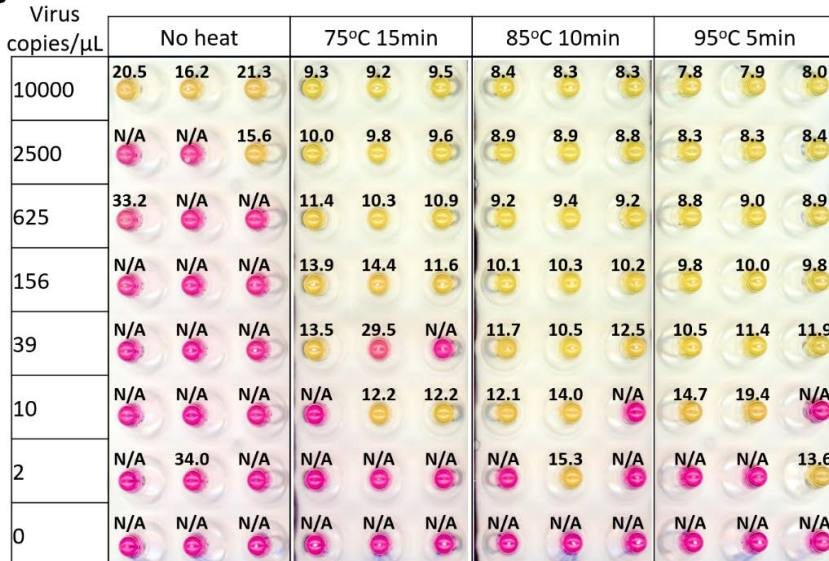 Virus
copies/µL
No heat 75°C 15min 85°C 10min 95°C 5min
10000 20.5 16.2 21.3 9.3 9.2 9.5 8.4 8.3 8.3 7.8 7.9 8.0
2500 N/A N/A 15.6 10.0 9.8 9.6 8.9 8.9 8.8 8.3 8.3 8.4
625 33.2 N/A N/A 11.4 10.3 10.9 9.2 9.4 9.2 8.8 9.0 8.9
156 N/A N/A N/A 13.9 14.4 11.6 10.1 10.3 10.2 9.8 10.0 9.8
39 N/A N/A N/A 13.5 29.5 N/A 11.7 10.5 12.5 10.5 11.4 11.9
10 N/A N/A N/A N/A 12.2 12.2 12.1 14.0 N/A 14.7 19.4 N/A
2 N/A 34.0 N/A N/A N/A N/A N/A 15.3 N/A N/A N/A 13.6
0 N/A N/A N/A N/A N/A N/A N/A N/A N/A N/A N/A N/A